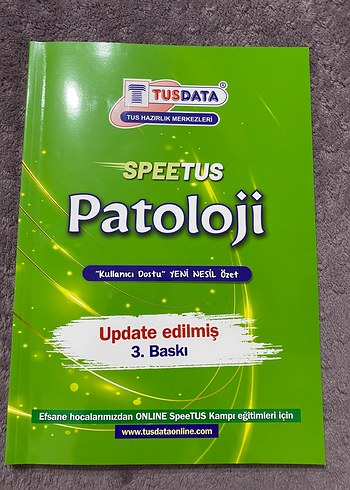 TUSDATA
TUS HAZIRLIK MERKEZLERİ
SPEETUS
Patoloji
"Kullanıcı Dostu" YENİ NESİL Özet
Update edilmiş
3. Baskı
Efsane hocalarımızdan ONLINE SpeeTUS Kampı eğitimleri için
www.tusdataonline.com